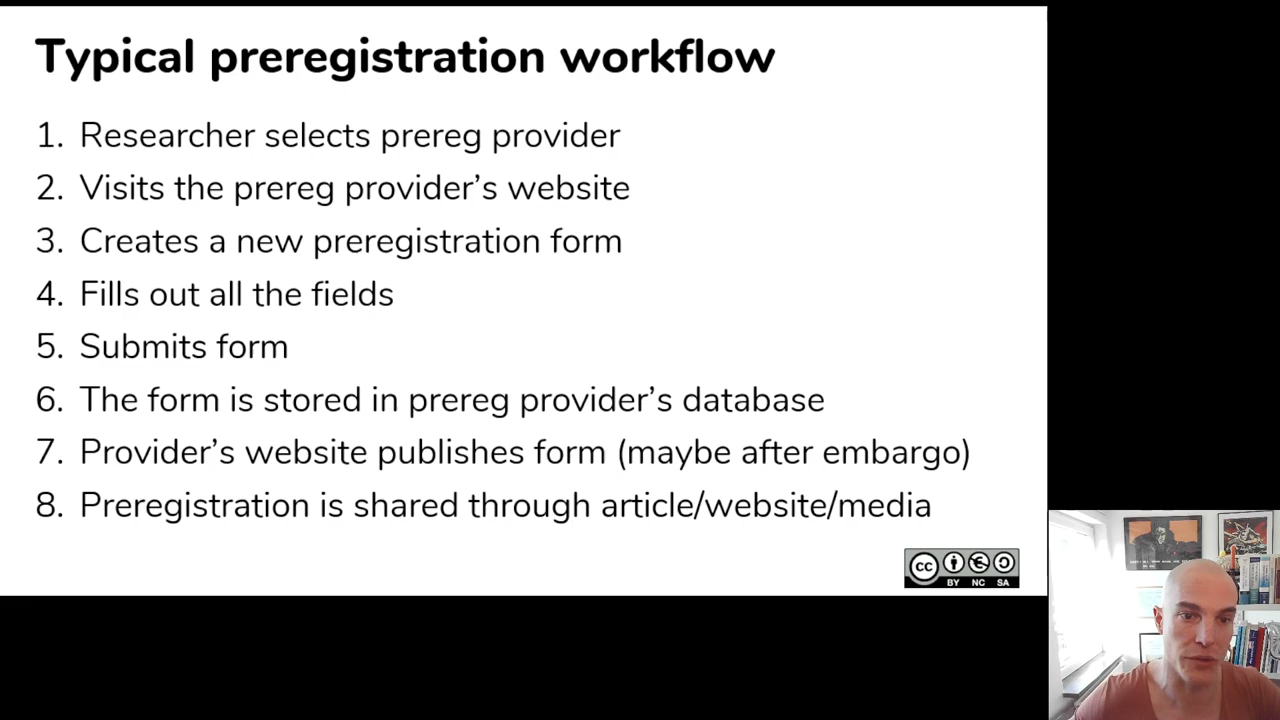 Typical preregistration workflow
1. Researcher selects prereg provider
2. Visits the prereg provider’s website
3. Creates a new preregistration form
4. Fills out all the fields
5. Submits form
6. The form is stored in prereg provider’s database
7. Provider’s website publishes form (maybe after embargo)
8. Preregistration is shared through article/website/media
cc
BY NC SA